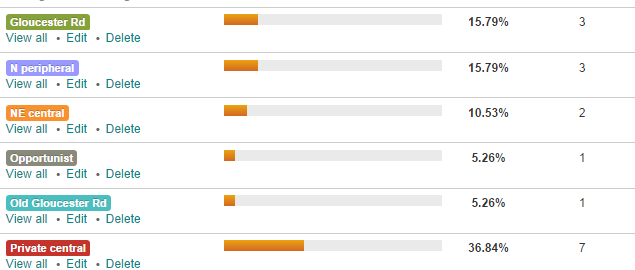 Gloucester Rd 15.79% 3
View all • Edit • Delete
N peripheral 15.79% 3
View all • Edit • Delete
NE central 10.53% 2
View all • Edit • Delete
Opportunist 5.26% 1
View all • Edit • Delete
Old Gloucester Rd 5.26% 1
View all • Edit • Delete
Private central 36.84% 7
View all • Edit • Delete